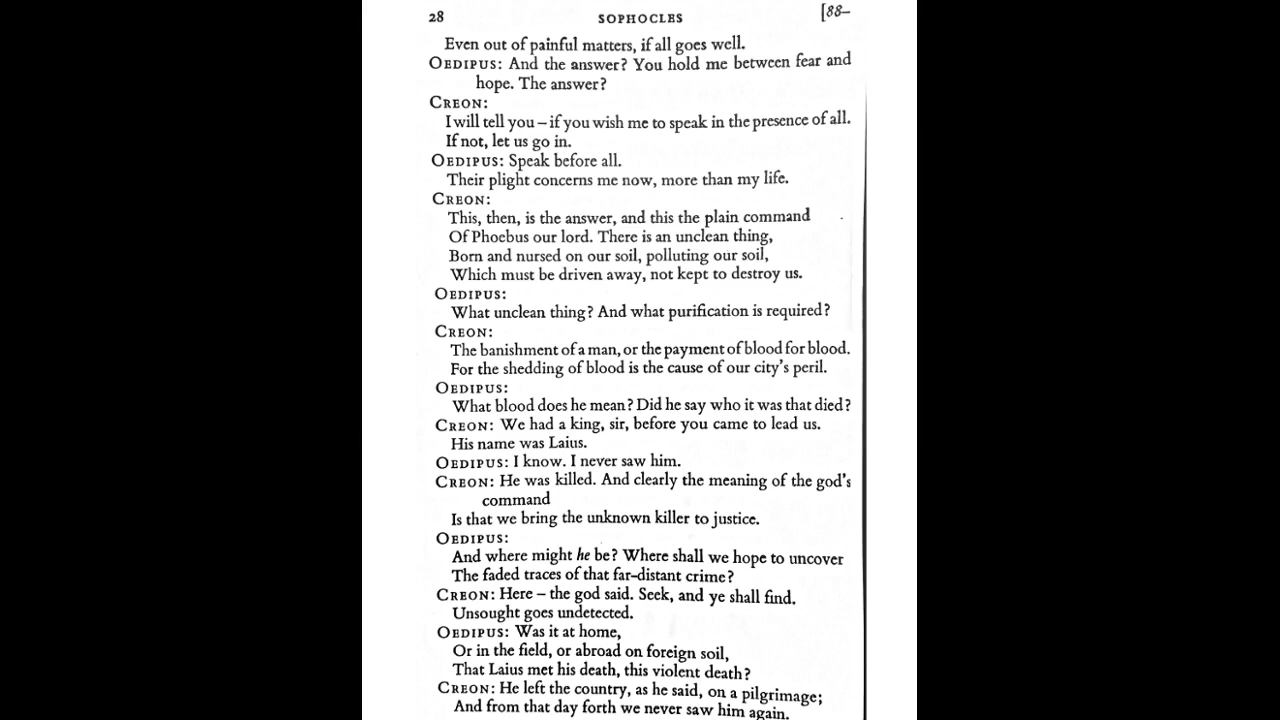 28 SOPHOCLES [88–
Even out of painful matters, if all goes well.
OEDIPUS: And the answer? You hold me between fear and
hope. The answer?
CREON:
I will tell you – if you wish me to speak in the presence of all.
If not, let us go in.
OEDIPUS: Speak before all.
Their plight concerns me now, more than my life.
CREON:
This, then, is the answer, and this the plain command
Of Phoebus our lord. There is an unclean thing,
Born and nursed on our soil, polluting our soil,
Which must be driven away, not kept to destroy us.
OEDIPUS:
What unclean thing? And what purification is required?
CREON:
The banishment of a man, or the payment of blood for blood.
For the shedding of blood is the cause of our city's peril.
OEDIPUS:
What blood does he mean? Did he say who it was that died?
CREON: We had a king, sir, before you came to lead us.
His name was Laius.
OEDIPUS: I know. I never saw him.
CREON: He was killed. And clearly the meaning of the god's
command
Is that we bring the unknown killer to justice.
OEDIPUS:
And where might he be? Where shall we hope to uncover
The faded traces of that far-distant crime?
CREON: Here – the god said. Seek, and ye shall find.
Unsought goes undetected.
OEDIPUS: Was it at home,
Or in the field, or abroad on foreign soil,
That Laius met his death, this violent death?
CREON: He left the country, as he said, on a pilgrimage;
And from that day forth we never saw him again.